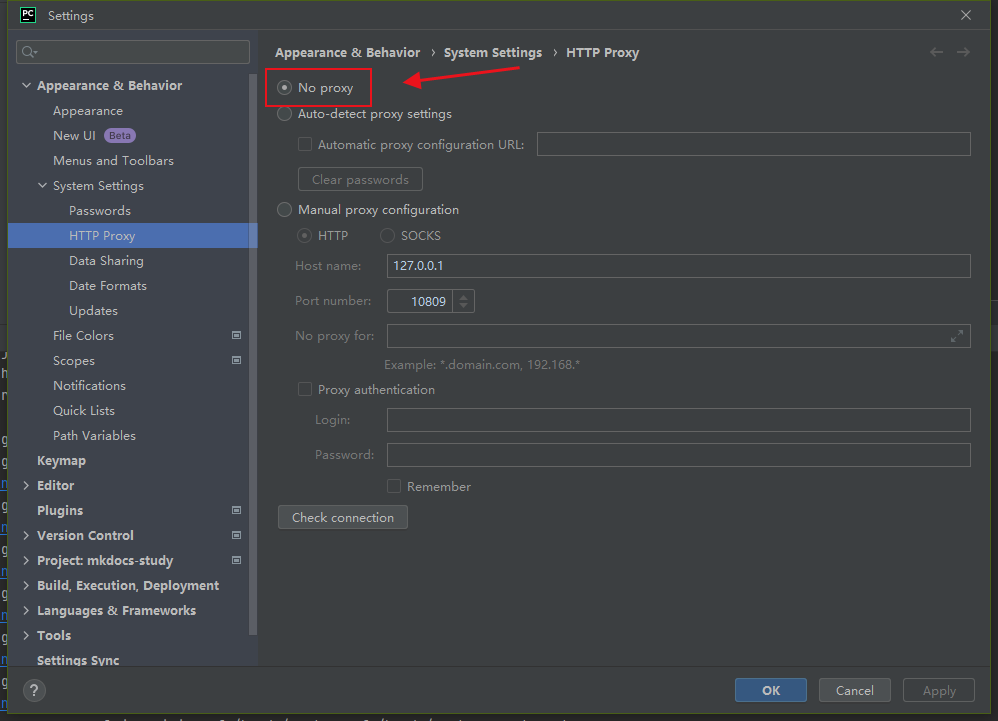 PC Settings
Appearance & Behavior › System Settings › HTTP Proxy
Appearance & Behavior
Appearance
New UI Beta
Menus and Toolbars
System Settings
Passwords
HTTP Proxy
Data Sharing
Date Formats
Updates
File Colors
Scopes
Notifications
Quick Lists
Path Variables
Keymap
Editor
Plugins
Version Control
Project: mkdocs-study
Build, Execution, Deployment
Languages & Frameworks
Tools
Settings Sync
No proxy
Auto-detect proxy settings
Automatic proxy configuration URL:
Clear passwords
Manual proxy configuration
HTTP SOCKS
Host name: 127.0.0.1
Port number: 10809
No proxy for:
Example: *.domain.com, 192.168.*
Proxy authentication
Login:
Password:
Remember
Check connection
? OK Cancel Apply